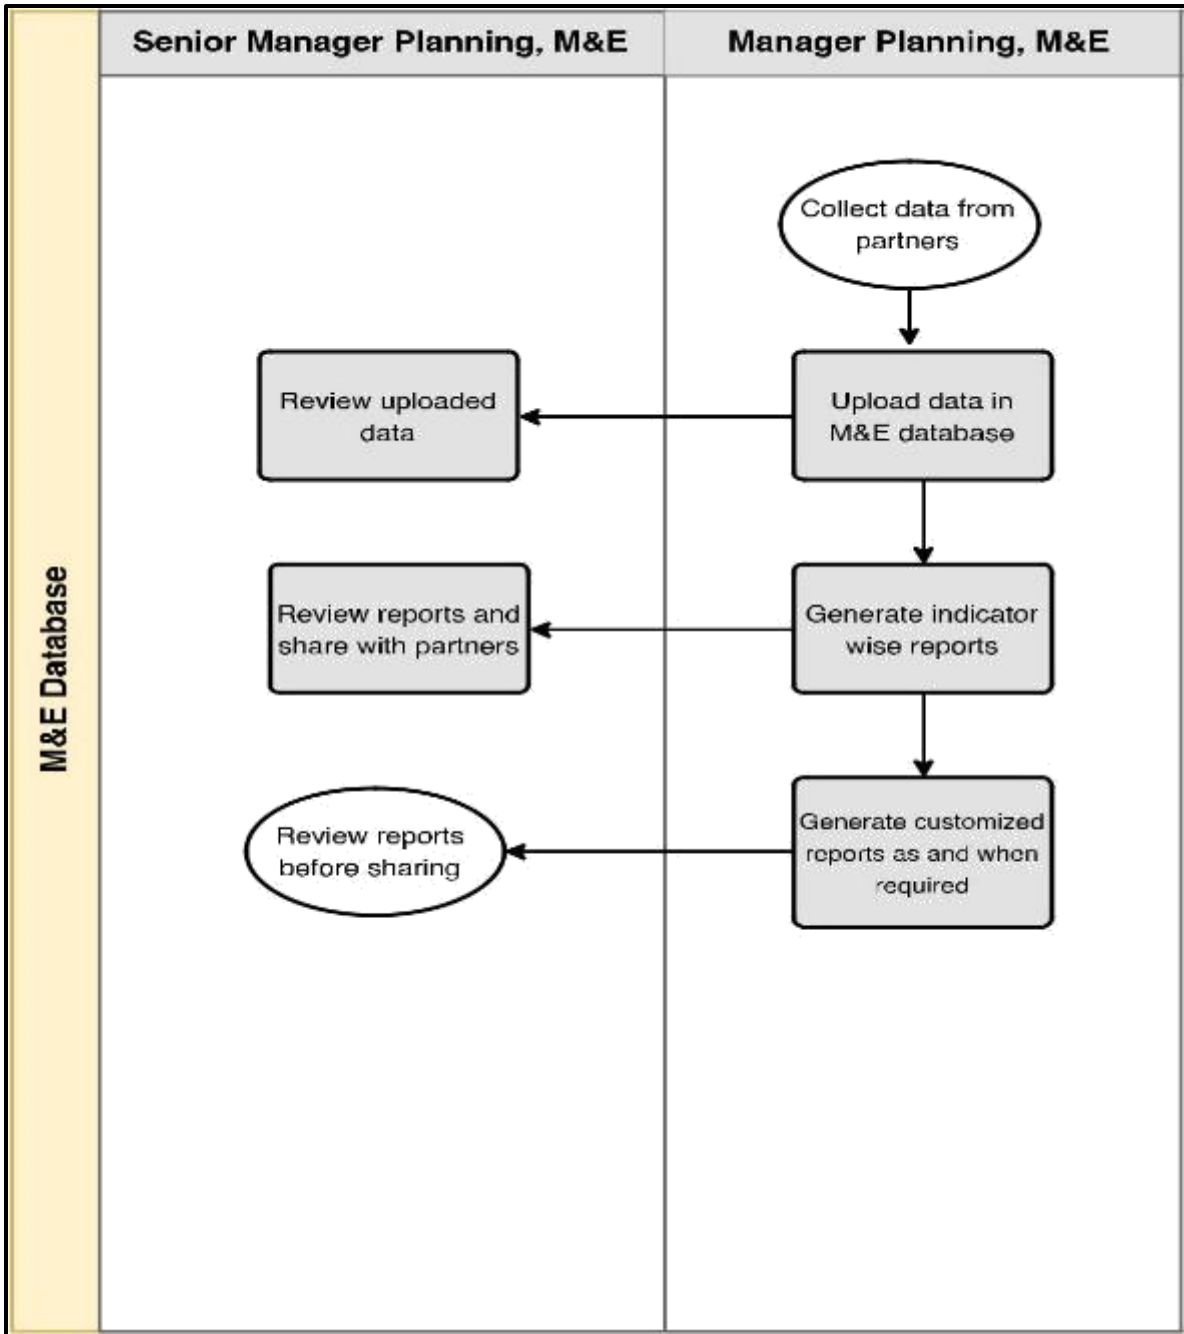 Senior Manager Planning, M&E
Manager Planning, M&E
M&E Database
Collect data from
partners
Review uploaded
data
Upload data in
M&E database
Review reports and
share with partners
Generate indicator
wise reports
Review reports
before sharing
Generate customized
reports as and when
required